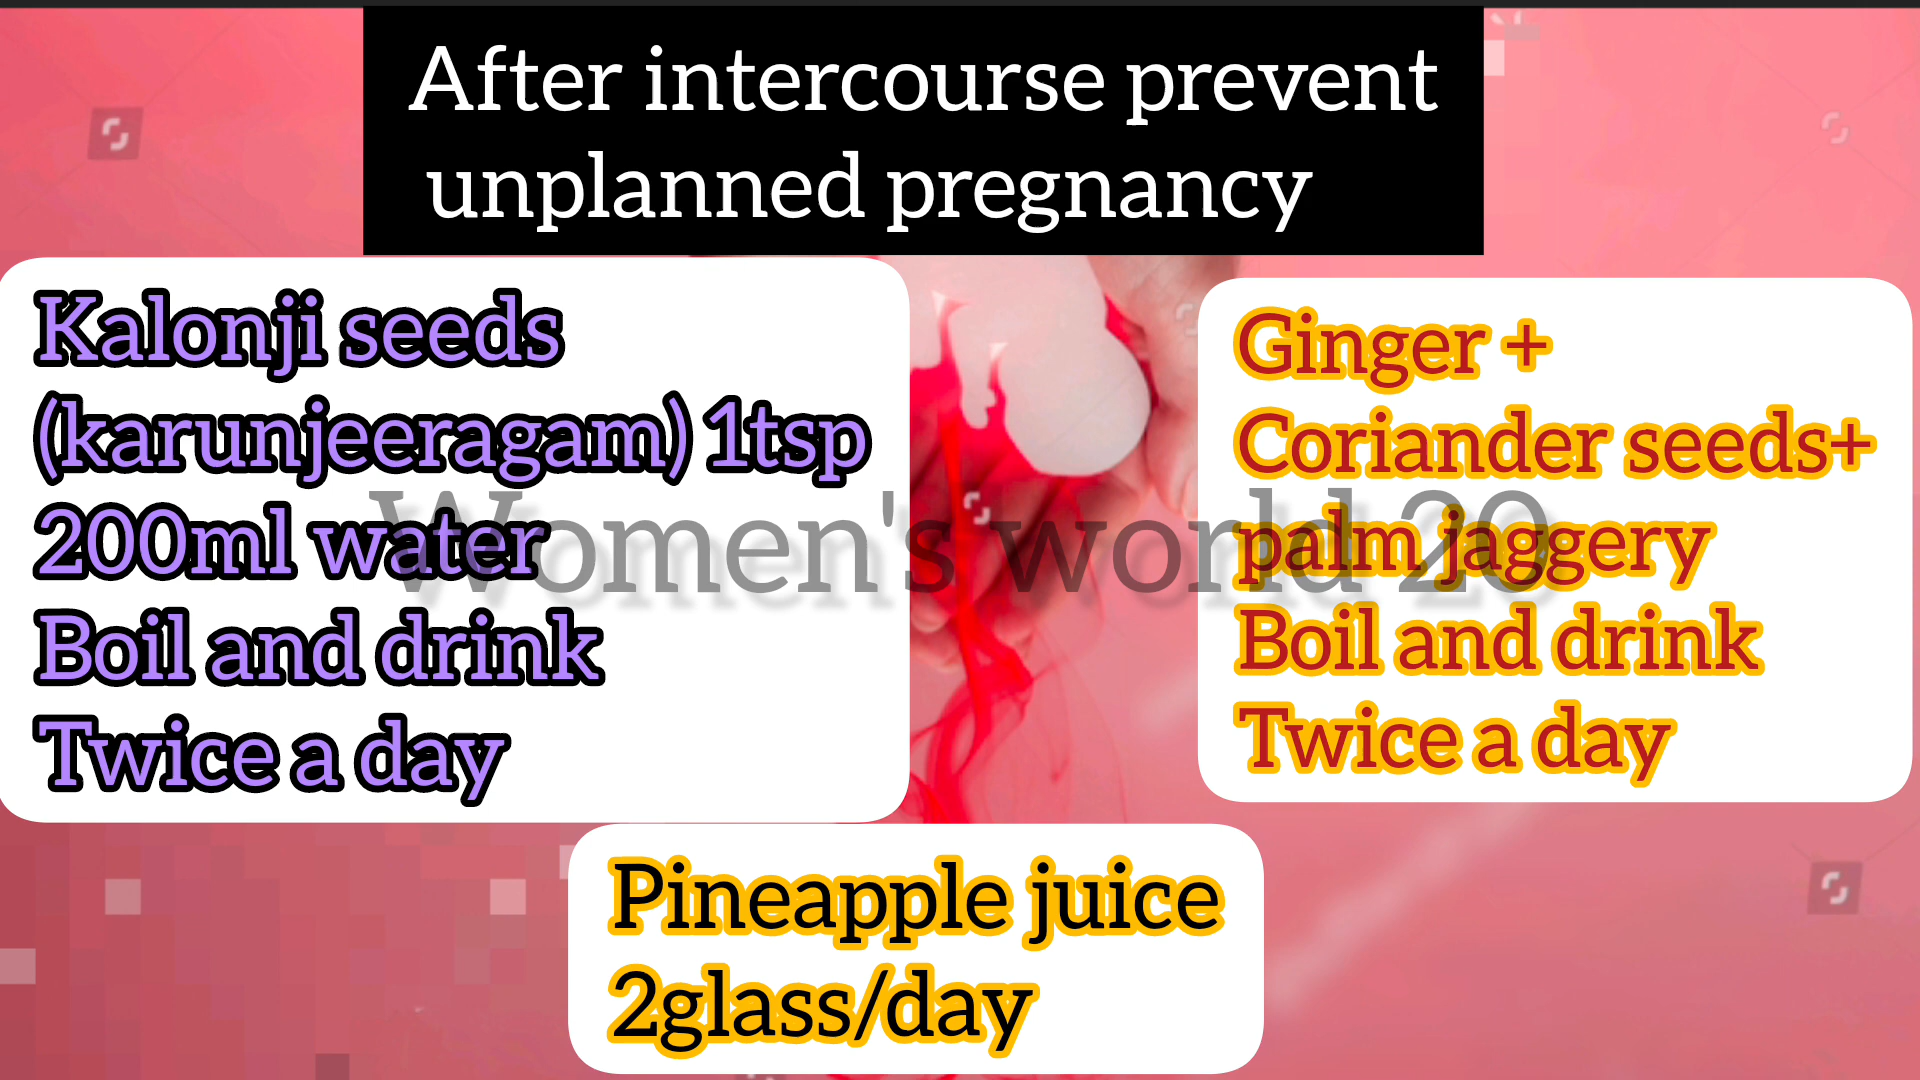 After intercourse prevent
unplanned pregnancy
Kalonji seeds
(karunjeeragam) 1tsp
200ml water
Boil and drink
Twice a day
Ginger +
Coriander seeds+
palm jaggery
Boil and drink
Twice a day
Women's world 20
Pineapple juice
2glass/day